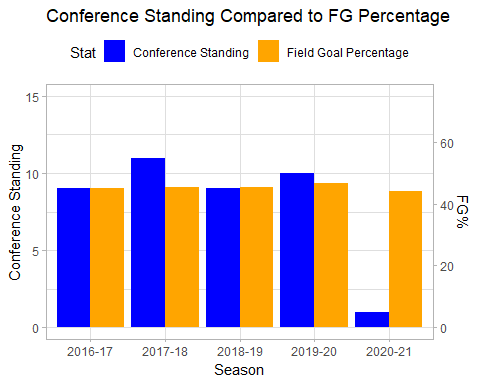 Conference Standing Compared to FG Percentage
Stat Conference Standing Field Goal Percentage
15
10
5
0
Conference Standing
60
40
20
0
FG%
2016-17 2017-18 2018-19 2019-20 2020-21
Season